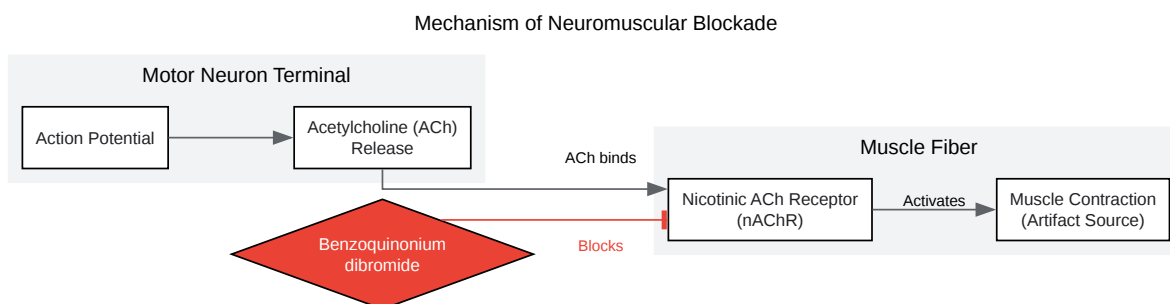 Mechanism of Neuromuscular Blockade
Motor Neuron Terminal
Action Potential
Acetylcholine (ACh)
Release
ACh binds
Muscle Fiber
Nicotinic ACh Receptor
(nAChR)
Activates
Muscle Contraction
(Artifact Source)
Benzoquinonium
dibromide
Blocks